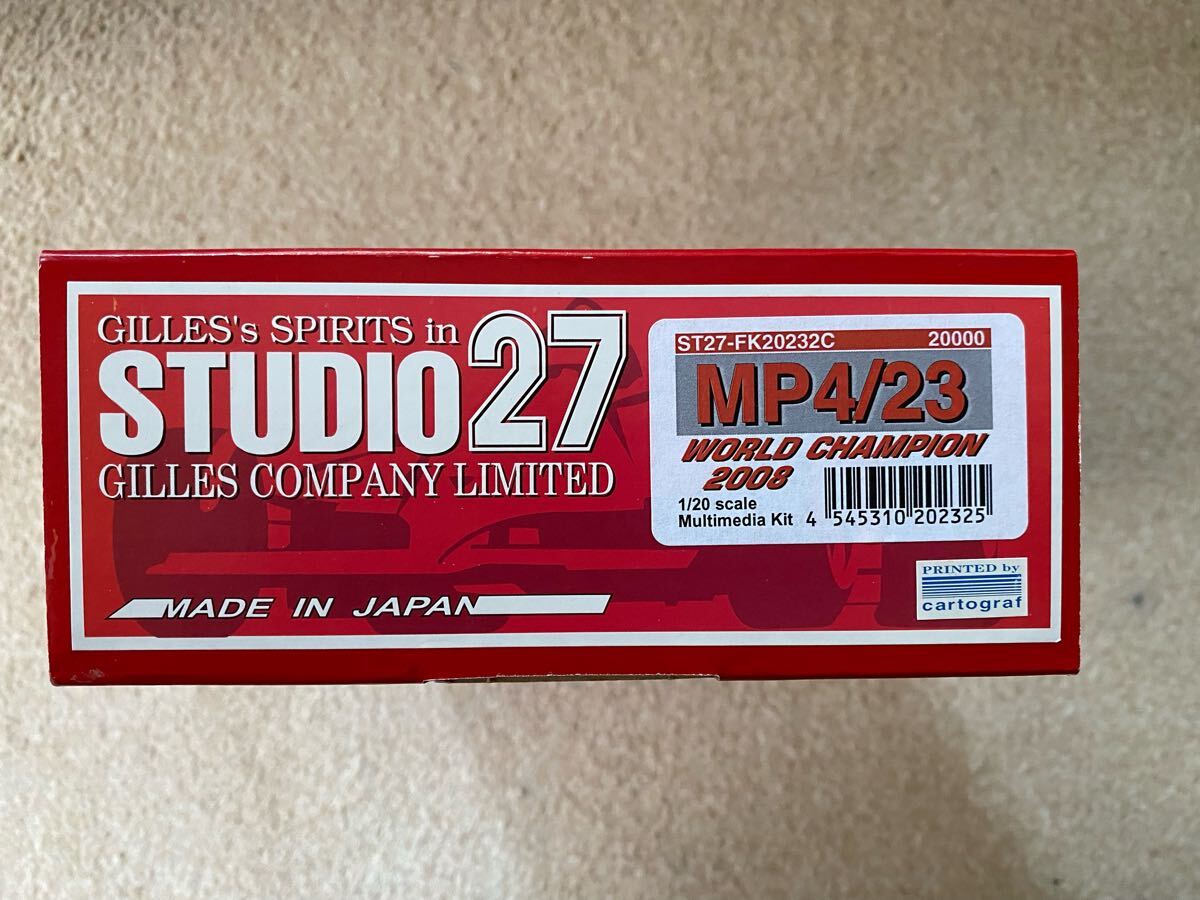 GILLES's SPIRITS in
STUDIO27
GILLES COMPANY LIMITED
MADE IN JAPAN
ST27-FK20232C 20000
MP4/23
WORLD CHAMPION
2008
1/20 scale
Multimedia Kit
4 545310 202325
PRINTED by
cartograf